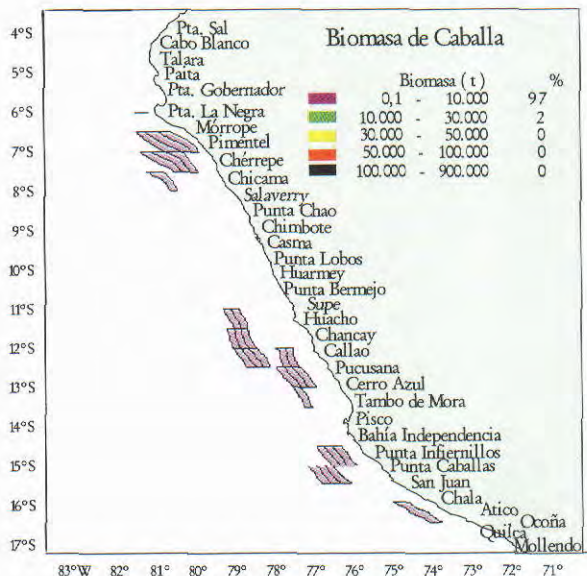 4°S
5°S
6°S
7°S
8°S
9°S
10°S
11°S
12°S
13°S
14°S
15°S
16°S
17°S
83°W 82° 81° 80° 79° 78° 77° 76° 75° 74° 73° 72° 71°
Biomasa de Caballa
Biomasa ( t ) %
0,1 - 10.000 97
10.000 - 30.000 2
30.000 - 50.000 0
50.000 - 100.000 0
100.000 - 900.000 0
Pta. Sal
Cabo Blanco
Talara
Paita
Pta. Gobernador
Pta. La Negra
Mórrope
Piméntel
Chérrepe
Chicama
Salaverry
Punta Chao
Chimbote
Casma
Punta Lobos
Huarmey
Punta Bermejo
Supe
Huacho
Chancay
Callao
Pucusana
Cerro Azul
Tambo de Mora
Pisco
Bahía Independencia
Punta Infiernillos
Punta Caballas
San Juan
Chala
Atico
Ocoña
Quilca
Mollendo